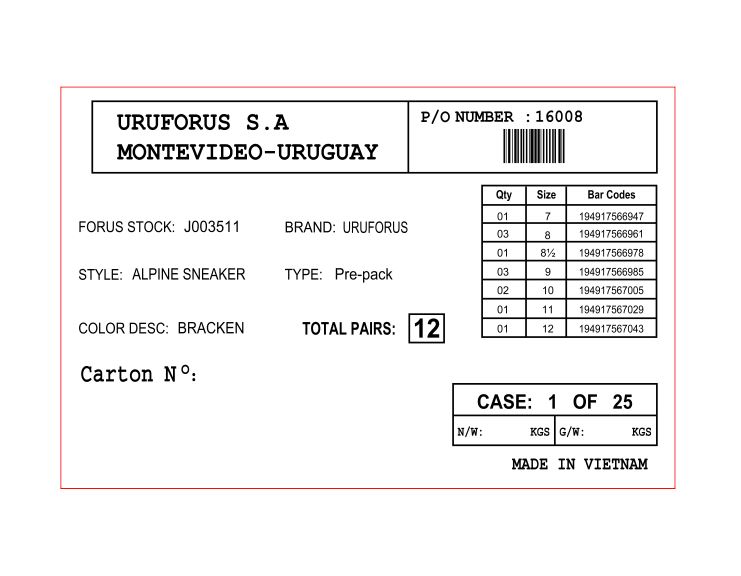 URUFORUS S.A
MONTEVIDEO-URUGUAY
P/O NUMBER : 16008
Qty Size Bar Codes
01 7 194917566947
03 8 194917566961
01 8½ 194917566978
03 9 194917566985
02 10 194917567005
01 11 194917567029
01 12 194917567043
FORUS STOCK: J003511 BRAND: URUFORUS
STYLE: ALPINE SNEAKER TYPE: Pre-pack
COLOR DESC: BRACKEN TOTAL PAIRS: 12
Carton Nº:
CASE: 1 OF 25
N/W: KGS G/W: KGS
MADE IN VIETNAM